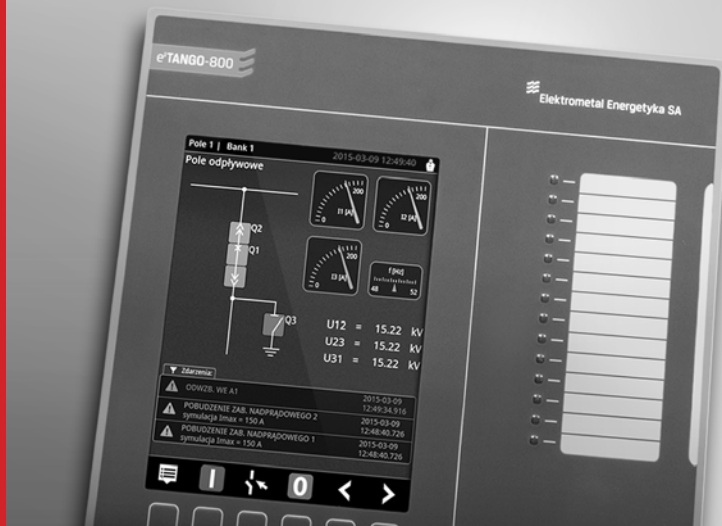 e²TANGO-800
Elektrometal Energetyka SA
Pole 1 | Bank 1
2015-03-09 12:49:40
Pole odpływowe
200
0
I1 [A]
200
0
I2 [A]
200
0
I3 [A]
f [Hz]
48 52
Q2
Q1
Q3
U12 = 15.22 kV
U23 = 15.22 kV
U31 = 15.22 kV
Zdarzenia:
ODWZB. WE A1
2015-03-09
12:49:34.916
POBUDZENIE ZAB. NADPRĄDOWEGO 2
symulacja Imax = 150 A
2015-03-09
12:48:40.726
POBUDZENIE ZAB. NADPRĄDOWEGO 1
symulacja Imax = 150 A
2015-03-09
12:48:40.726
I
0